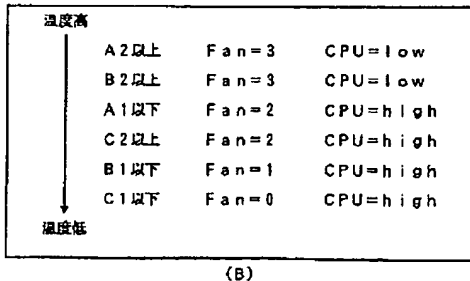 温度高
A2以上 Fan=3 CPU=low
B2以上 Fan=3 CPU=low
A1以下 Fan=2 CPU=high
C2以上 Fan=2 CPU=high
B1以下 Fan=1 CPU=high
C1以下 Fan=0 CPU=high
温度低
(B)